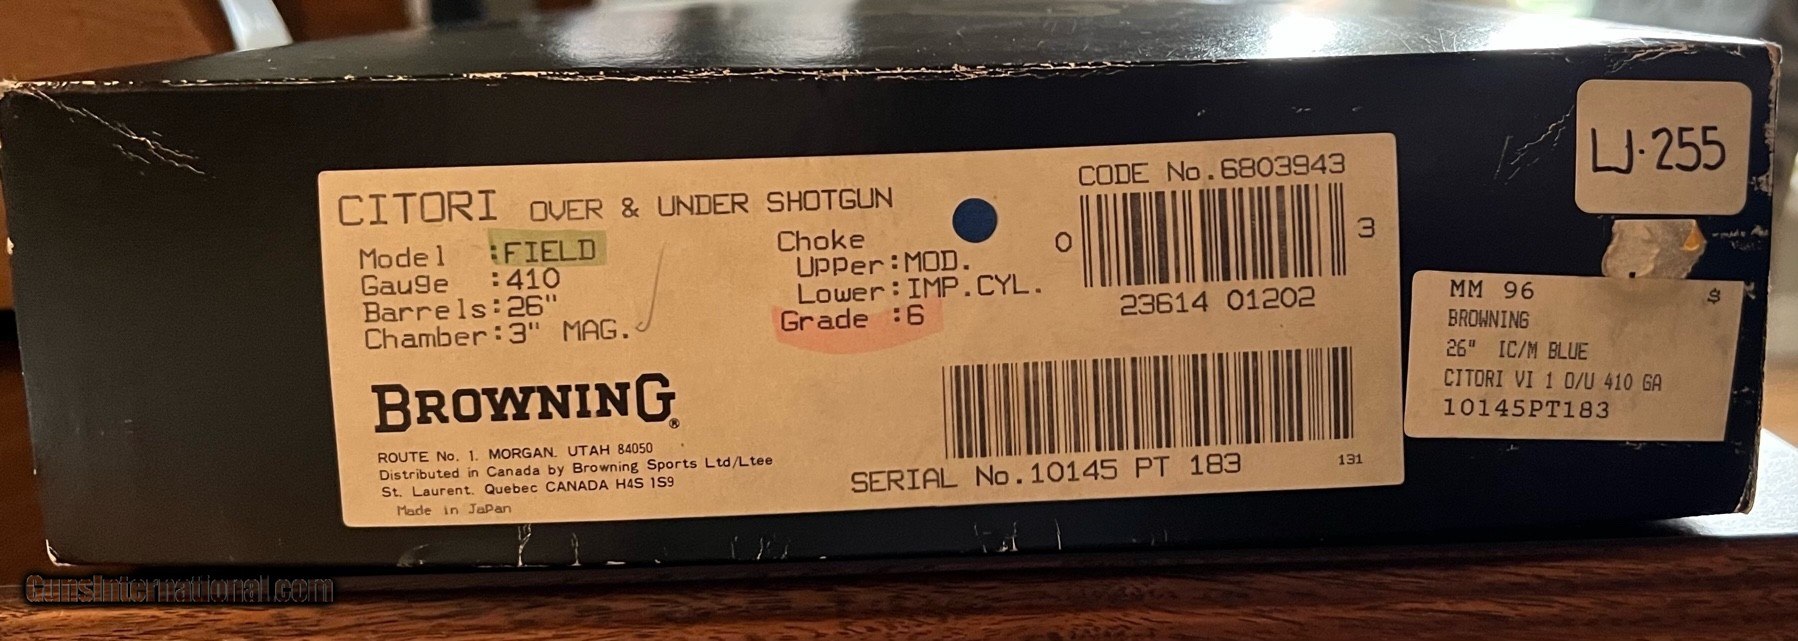 CITORI OVER & UNDER SHOTGUN
Model :FIELD
Gauge :410
Barrels:26"
Chamber:3" MAG.
Choke
Upper:MOD.
Lower:IMP.CYL.
Grade :6
CODE No.6803943
0 23614 01202 3
BROWNING®
ROUTE No. 1. MORGAN. UTAH 84050
Distributed in Canada by Browning Sports Ltd/Ltee
St. Laurent. Quebec CANADA H4S 1S9
Made in Japan
SERIAL No.10145 PT 183
131
LJ-255
MM 96 $
BROWNING
26" IC/M BLUE
CITORI VI 1 O/U 410 GA
10145PT183
GunsInternational.com